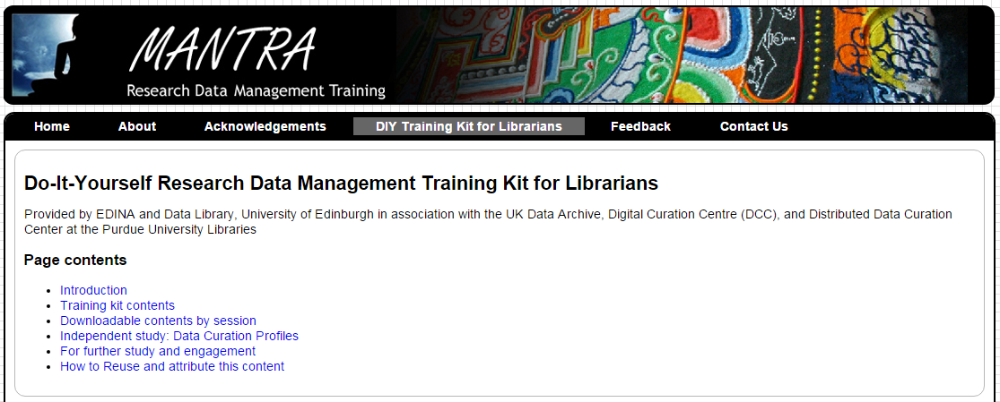 MANTRA
Research Data Management Training
Home About Acknowledgements DIY Training Kit for Librarians Feedback Contact Us
Do-It-Yourself Research Data Management Training Kit for Librarians
Provided by EDINA and Data Library, University of Edinburgh in association with the UK Data Archive, Digital Curation Centre (DCC), and Distributed Data Curation
Center at the Purdue University Libraries
Page contents
Introduction
Training kit contents
Downloadable contents by session
Independent study: Data Curation Profiles
For further study and engagement
How to Reuse and attribute this content